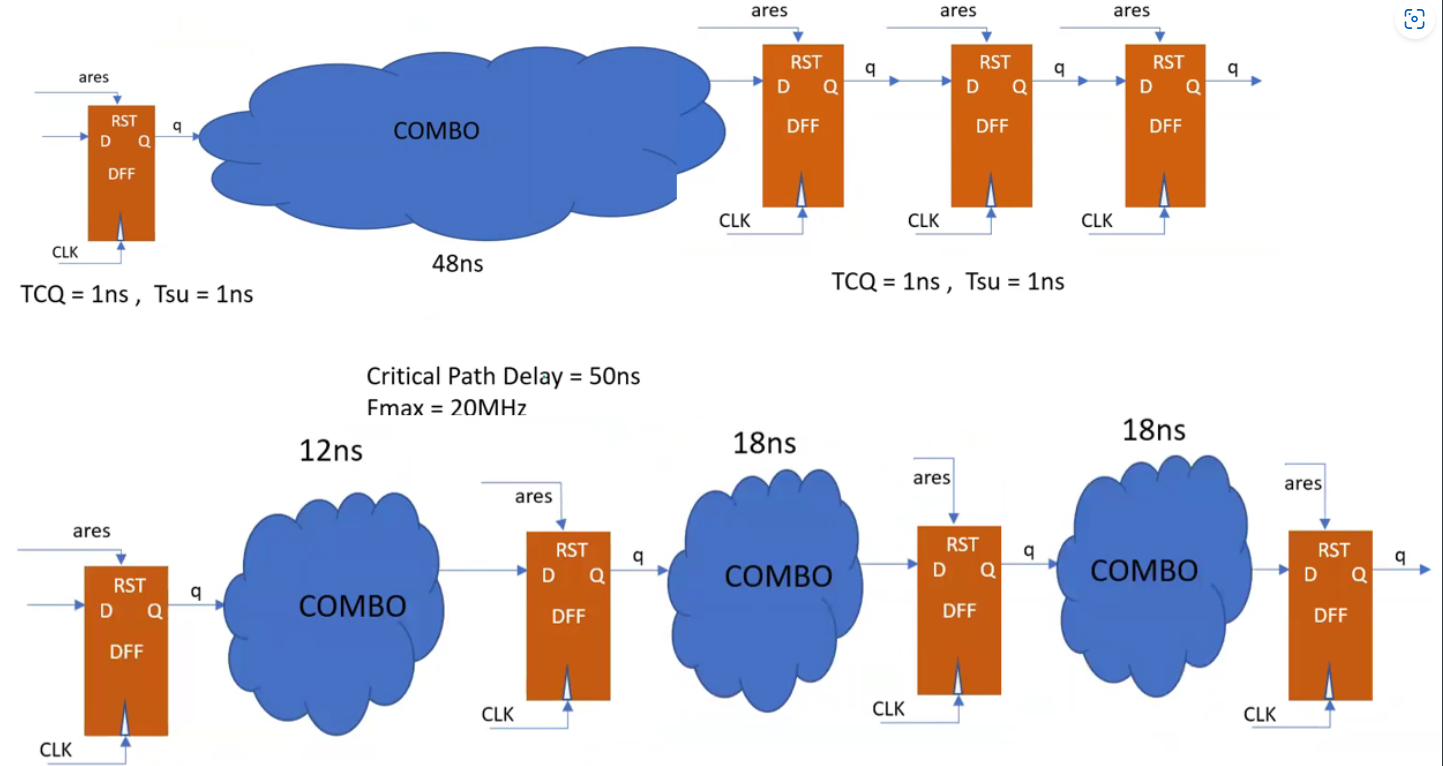 ares
RST
D Q
DFF
CLK
q
COMBO
48ns
TCQ = 1ns , Tsu = 1ns
ares
RST
D Q
DFF
CLK
q
ares
RST
D Q
DFF
CLK
q
ares
RST
D Q
DFF
CLK
q
TCQ = 1ns , Tsu = 1ns
Critical Path Delay = 50ns
Fmax = 20MHz
ares
RST
D Q
DFF
CLK
q
12ns
COMBO
ares
RST
D Q
DFF
CLK
q
18ns
COMBO
ares
RST
D Q
DFF
CLK
q
18ns
COMBO
ares
RST
D Q
DFF
CLK
q